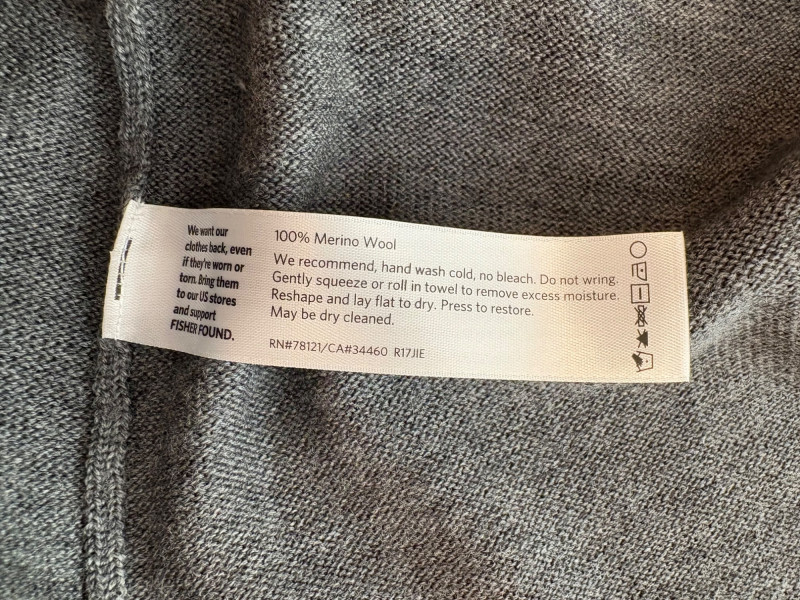 We want our
clothes back, even
if they're worn or
torn. Bring them
to our US stores
and support
FISHER FOUND.
100% Merino Wool
We recommend, hand wash cold, no bleach. Do not wring.
Gently squeeze or roll in towel to remove excess moisture.
Reshape and lay flat to dry. Press to restore.
May be dry cleaned.
RN#78121/CA#34460 R17JIE